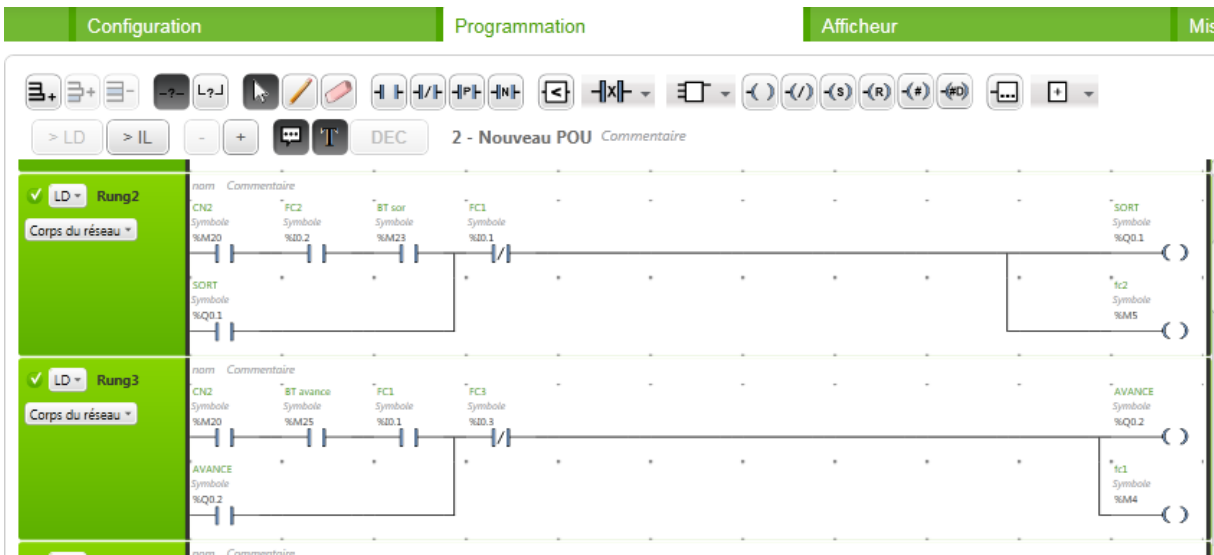 Configuration Programmation Afficheur Mis
> LD > IL - + T DEC 2 - Nouveau POU Commentaire
LD Rung2
Corps du réseau
nom Commentaire
CN2 FC2 BT sor FC1 SORT
Symbole Symbole Symbole Symbole Symbole
%M20 %I0.2 %M23 %I0.1 %Q0.1
SORT fc2
Symbole Symbole
%Q0.1 %M5
LD Rung3
Corps du réseau
nom Commentaire
CN2 BT avance FC1 FC3 AVANCE
Symbole Symbole Symbole Symbole Symbole
%M20 %M25 %I0.1 %I0.3 %Q0.2
AVANCE fc1
Symbole Symbole
%Q0.2 %M4
nom Commentaire